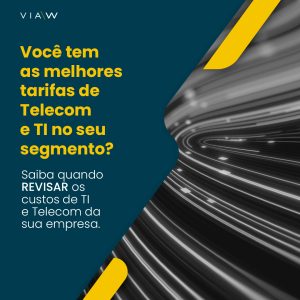 VIAW
Você tem
as melhores
tarifas de
Telecom
e TI no seu
segmento?
Saiba quando
REVISAR os
custos de TI
e Telecom da
sua empresa.